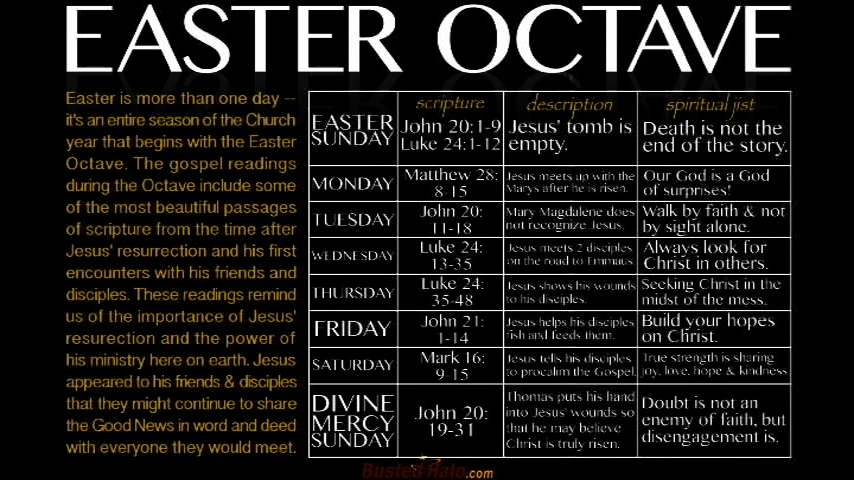 EASTER OCTAVE
Easter is more than one day --
it's an entire season of the Church
year that begins with the Easter
Octave. The gospel readings
during the Octave include some
of the most beautiful passages
of scripture from the time after
Jesus' resurrection and his first
encounters with his friends and
disciples. These readings remind
us of the importance of Jesus'
resurection and the power of
his ministry here on earth. Jesus
appeared to his friends & disciples
that they might continue to share
the Good News in word and deed
with everyone they would meet.
scripture description spiritual jist
EASTER
SUNDAY
John 20:1-9
Luke 24:1-12
Jesus' tomb is
empty.
Death is not the
end of the story.
MONDAY
Matthew 28:
8-15
Jesus meets up with the
Marys after he is risen.
Our God is a God
of surprises!
TUESDAY
John 20:
11-18
Mary Magdalene does
not recognize Jesus.
Walk by faith & not
by sight alone.
WEDNESDAY
Luke 24:
13-35
Jesus meets 2 disciples
on the road to Emmaus.
Always look for
Christ in others.
THURSDAY
Luke 24:
35-48
Jesus shows his wounds
to his disciples.
Seeking Christ in the
midst of the mess.
FRIDAY
John 21:
1-14
Jesus helps his disciples
fish and feeds them.
Build your hopes
on Christ.
SATURDAY
Mark 16:
9-15
Jesus tells his disciples
to procalim the Gospel.
True strength is sharing
joy, love, hope & kindness
DIVINE
MERCY
SUNDAY
John 20:
19-31
Thomas puts his hand
into Jesus' wounds so
that he may believe
Christ is truly risen.
Doubt is not an
enemy of faith, but
disengagement is.
Busted Halo.com